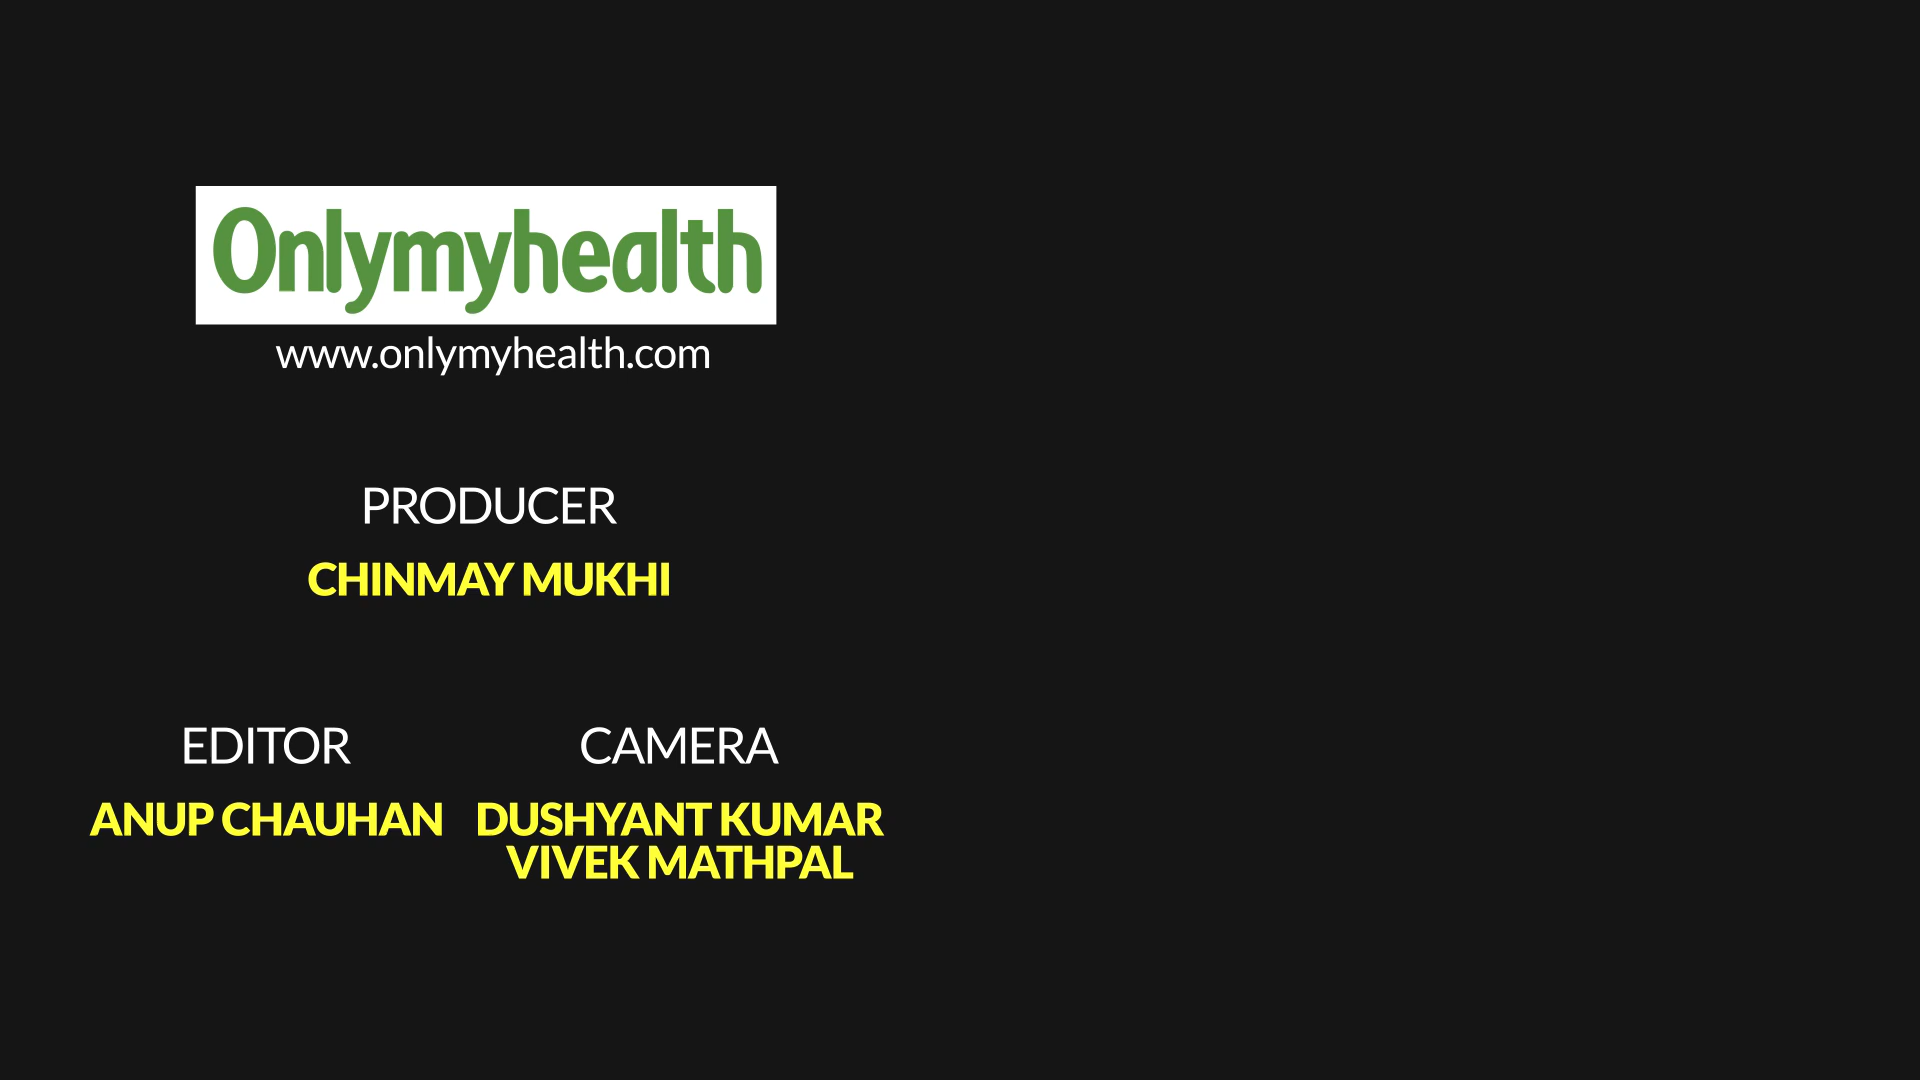 Onlymyhealth
www.onlymyhealth.com
PRODUCER
CHINMAY MUKHI
EDITOR
ANUP CHAUHAN
CAMERA
DUSHYANT KUMAR
VIVEK MATHPAL